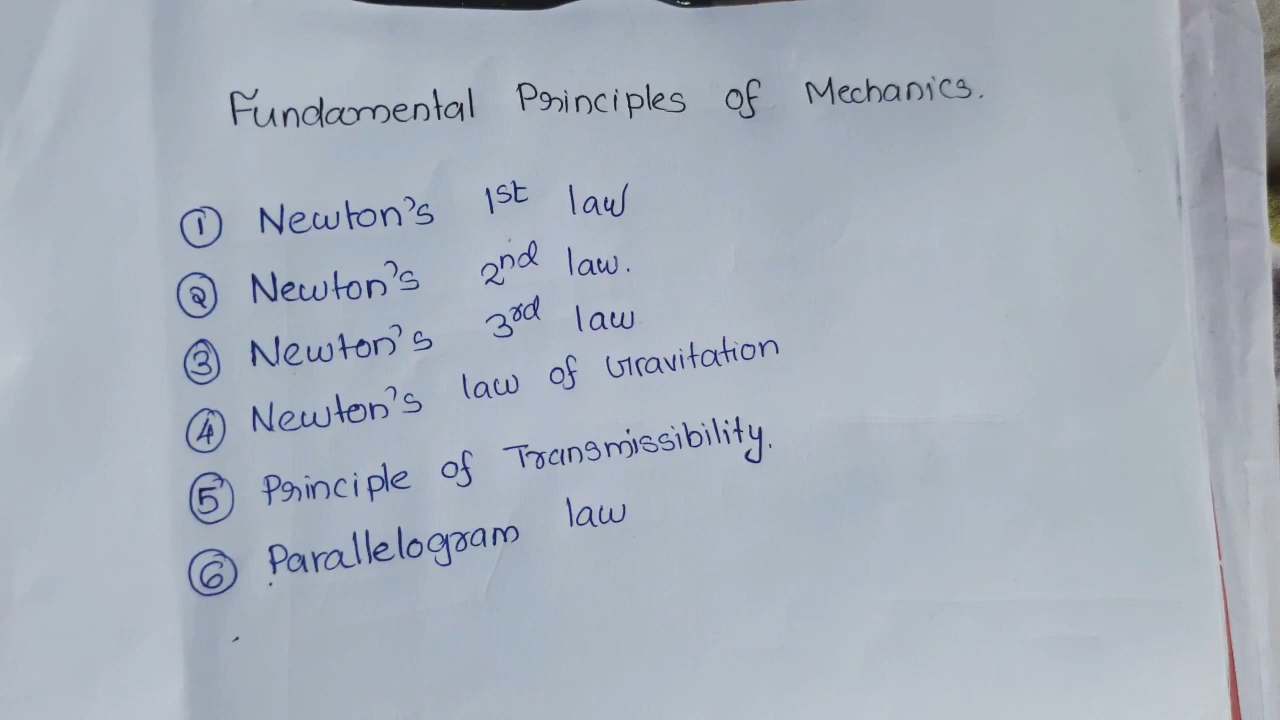 Fundamental Principles of Mechanics.
① Newton's 1st law
② Newton's 2nd law.
③ Newton's 3rd law
④ Newton's law of Gravitation
⑤ Principle of Transmissibility.
⑥ Parallelogram law